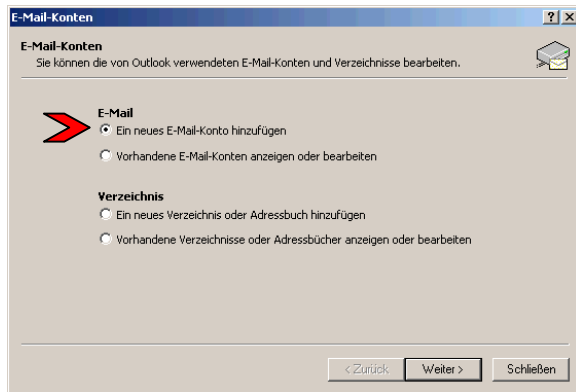 E-Mail-Konten
E-Mail-Konten
Sie können die von Outlook verwendeten E-Mail-Konten und Verzeichnisse bearbeiten.
E-Mail
Ein neues E-Mail-Konto hinzufügen
Vorhandene E-Mail-Konten anzeigen oder bearbeiten
Verzeichnis
Ein neues Verzeichnis oder Adressbuch hinzufügen
Vorhandene Verzeichnisse oder Adressbücher anzeigen oder bearbeiten
< Zurück Weiter > Schließen